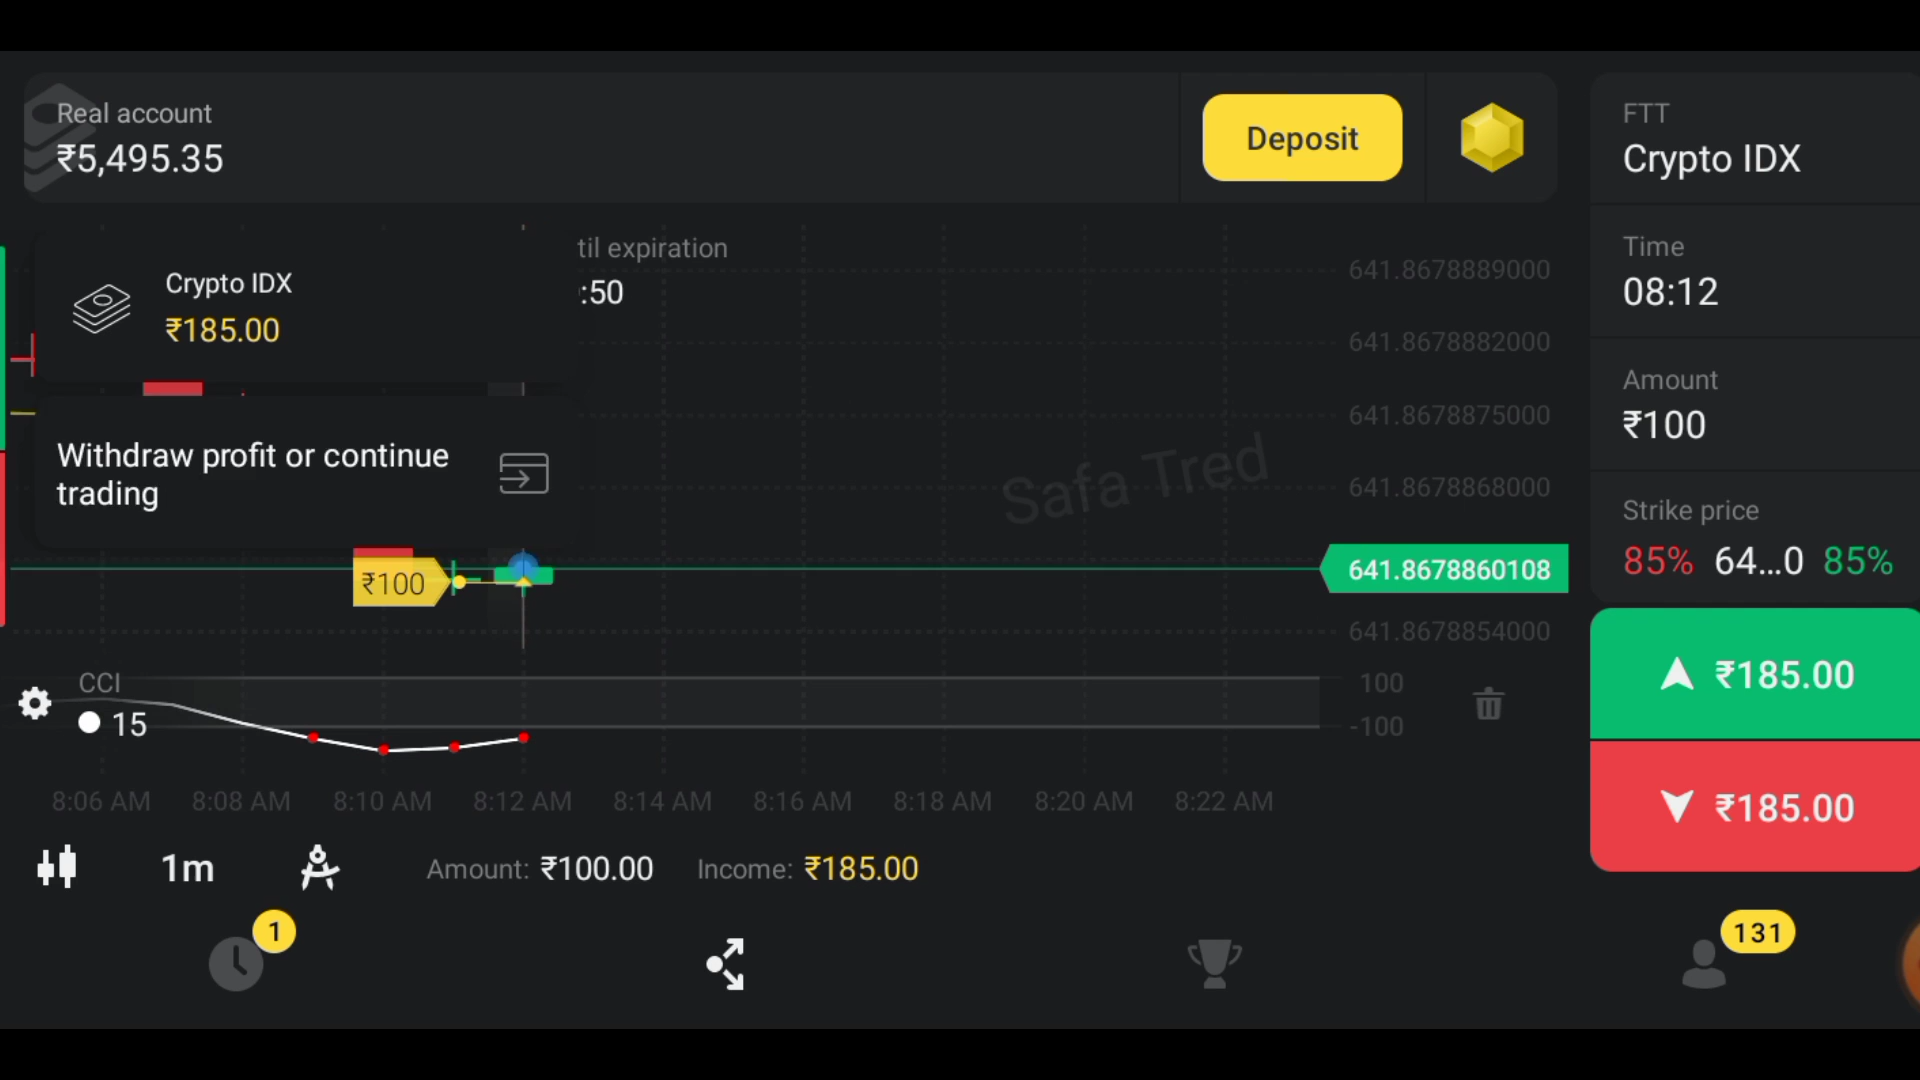 Real account
₹5,495.35
Deposit
FTT
Crypto IDX
Time
08:12
Amount
₹100
Strike price
85% 64...0 85%
₹185.00
₹185.00
Crypto IDX
₹185.00
til expiration
:50
Withdraw profit or continue
trading
Safa Tred
641.8678889000
641.8678882000
641.8678875000
641.8678868000
641.8678860108
641.8678854000
₹100
CCI
15
100
-100
8:06 AM 8:08 AM 8:10 AM 8:12 AM 8:14 AM 8:16 AM 8:18 AM 8:20 AM 8:22 AM
1m
Amount: ₹100.00 Income: ₹185.00
1
131